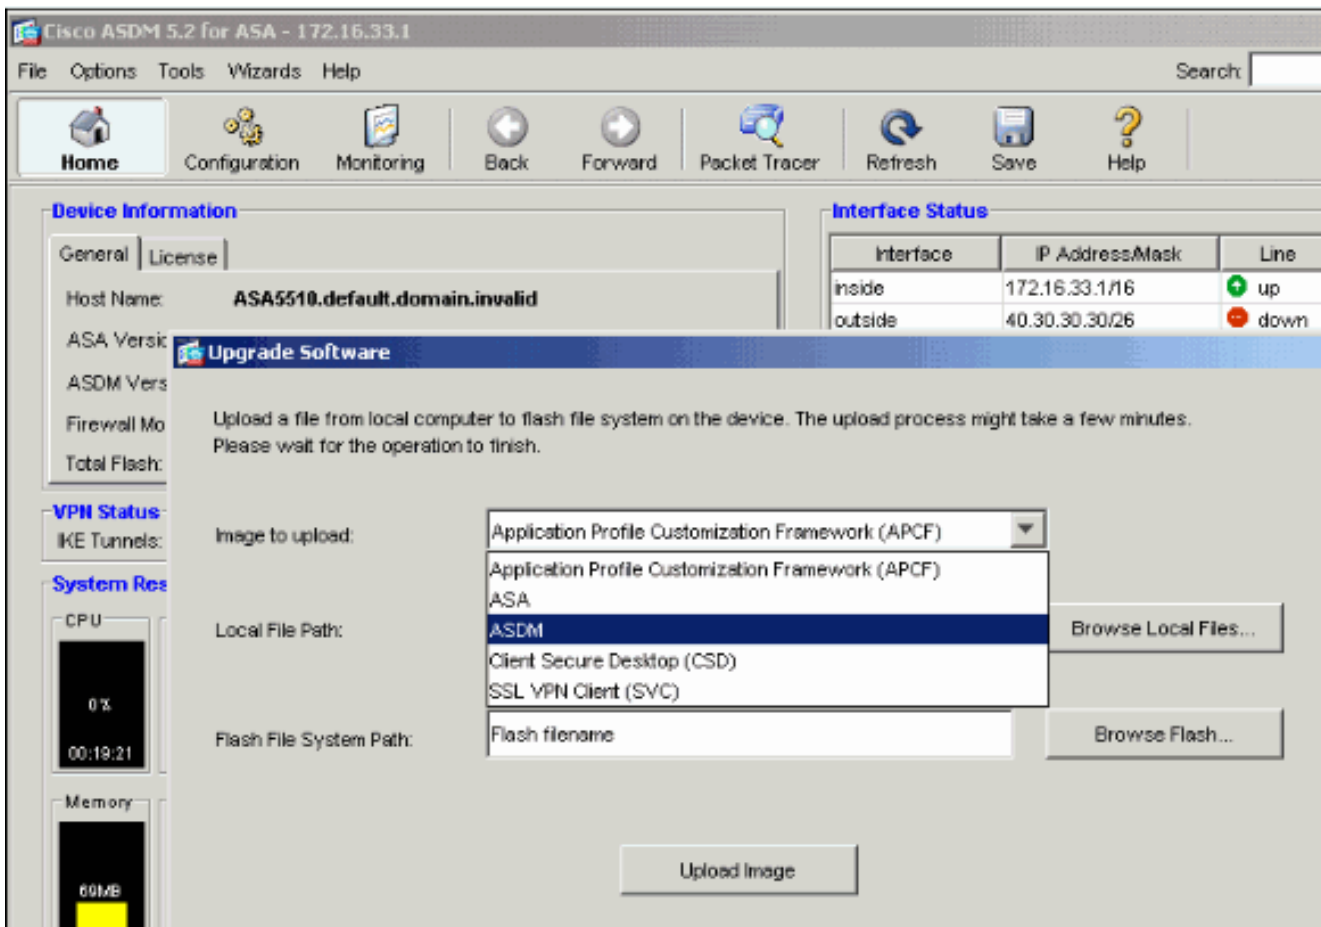 Cisco ASDM 5.2 for ASA - 172.16.33.1
File Options Tools Wizards Help Search:
Home Configuration Monitoring Back Forward Packet Tracer Refresh Save Help
Device Information
General License
Host Name: ASA5510.default.domain.invalid
ASA Versio
ASDM Vers
Firewall Mo
Total Flash:
Interface Status
Interface IP Address/Mask Line
inside 172.16.33.1/16 up
outside 40.30.30.30/26 down
VPN Status
IKE Tunnels:
System Res
CPU
0%
00:19:21
Memory
69MB
Upgrade Software
Upload a file from local computer to flash file system on the device. The upload process might take a few minutes.
Please wait for the operation to finish.
Image to upload: Application Profile Customization Framework (APCF)
Application Profile Customization Framework (APCF)
ASA
ASDM
Client Secure Desktop (CSD)
SSL VPN Client (SVC)
Local File Path: Browse Local Files...
Flash File System Path: Flash filename Browse Flash...
Upload Image